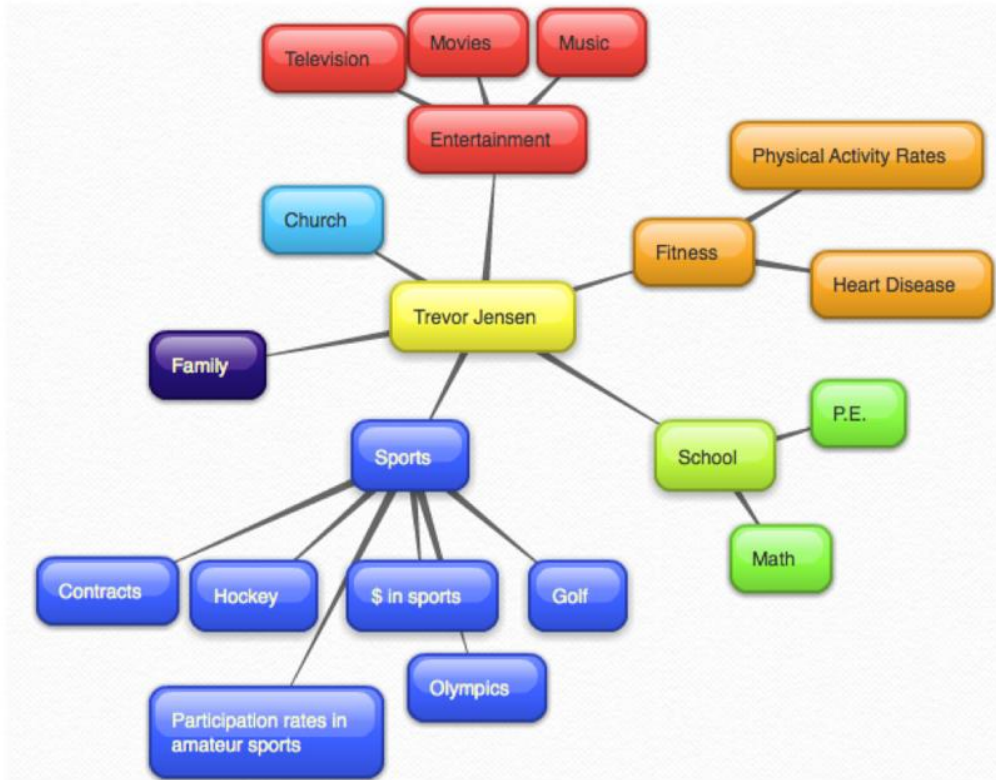 Movies
Music
Television
Entertainment
Physical Activity Rates
Church
Fitness
Heart Disease
Trevor Jensen
Family
P.E.
Sports
School
Math
Contracts
Hockey
$ in sports
Golf
Olympics
Participation rates in
amateur sports